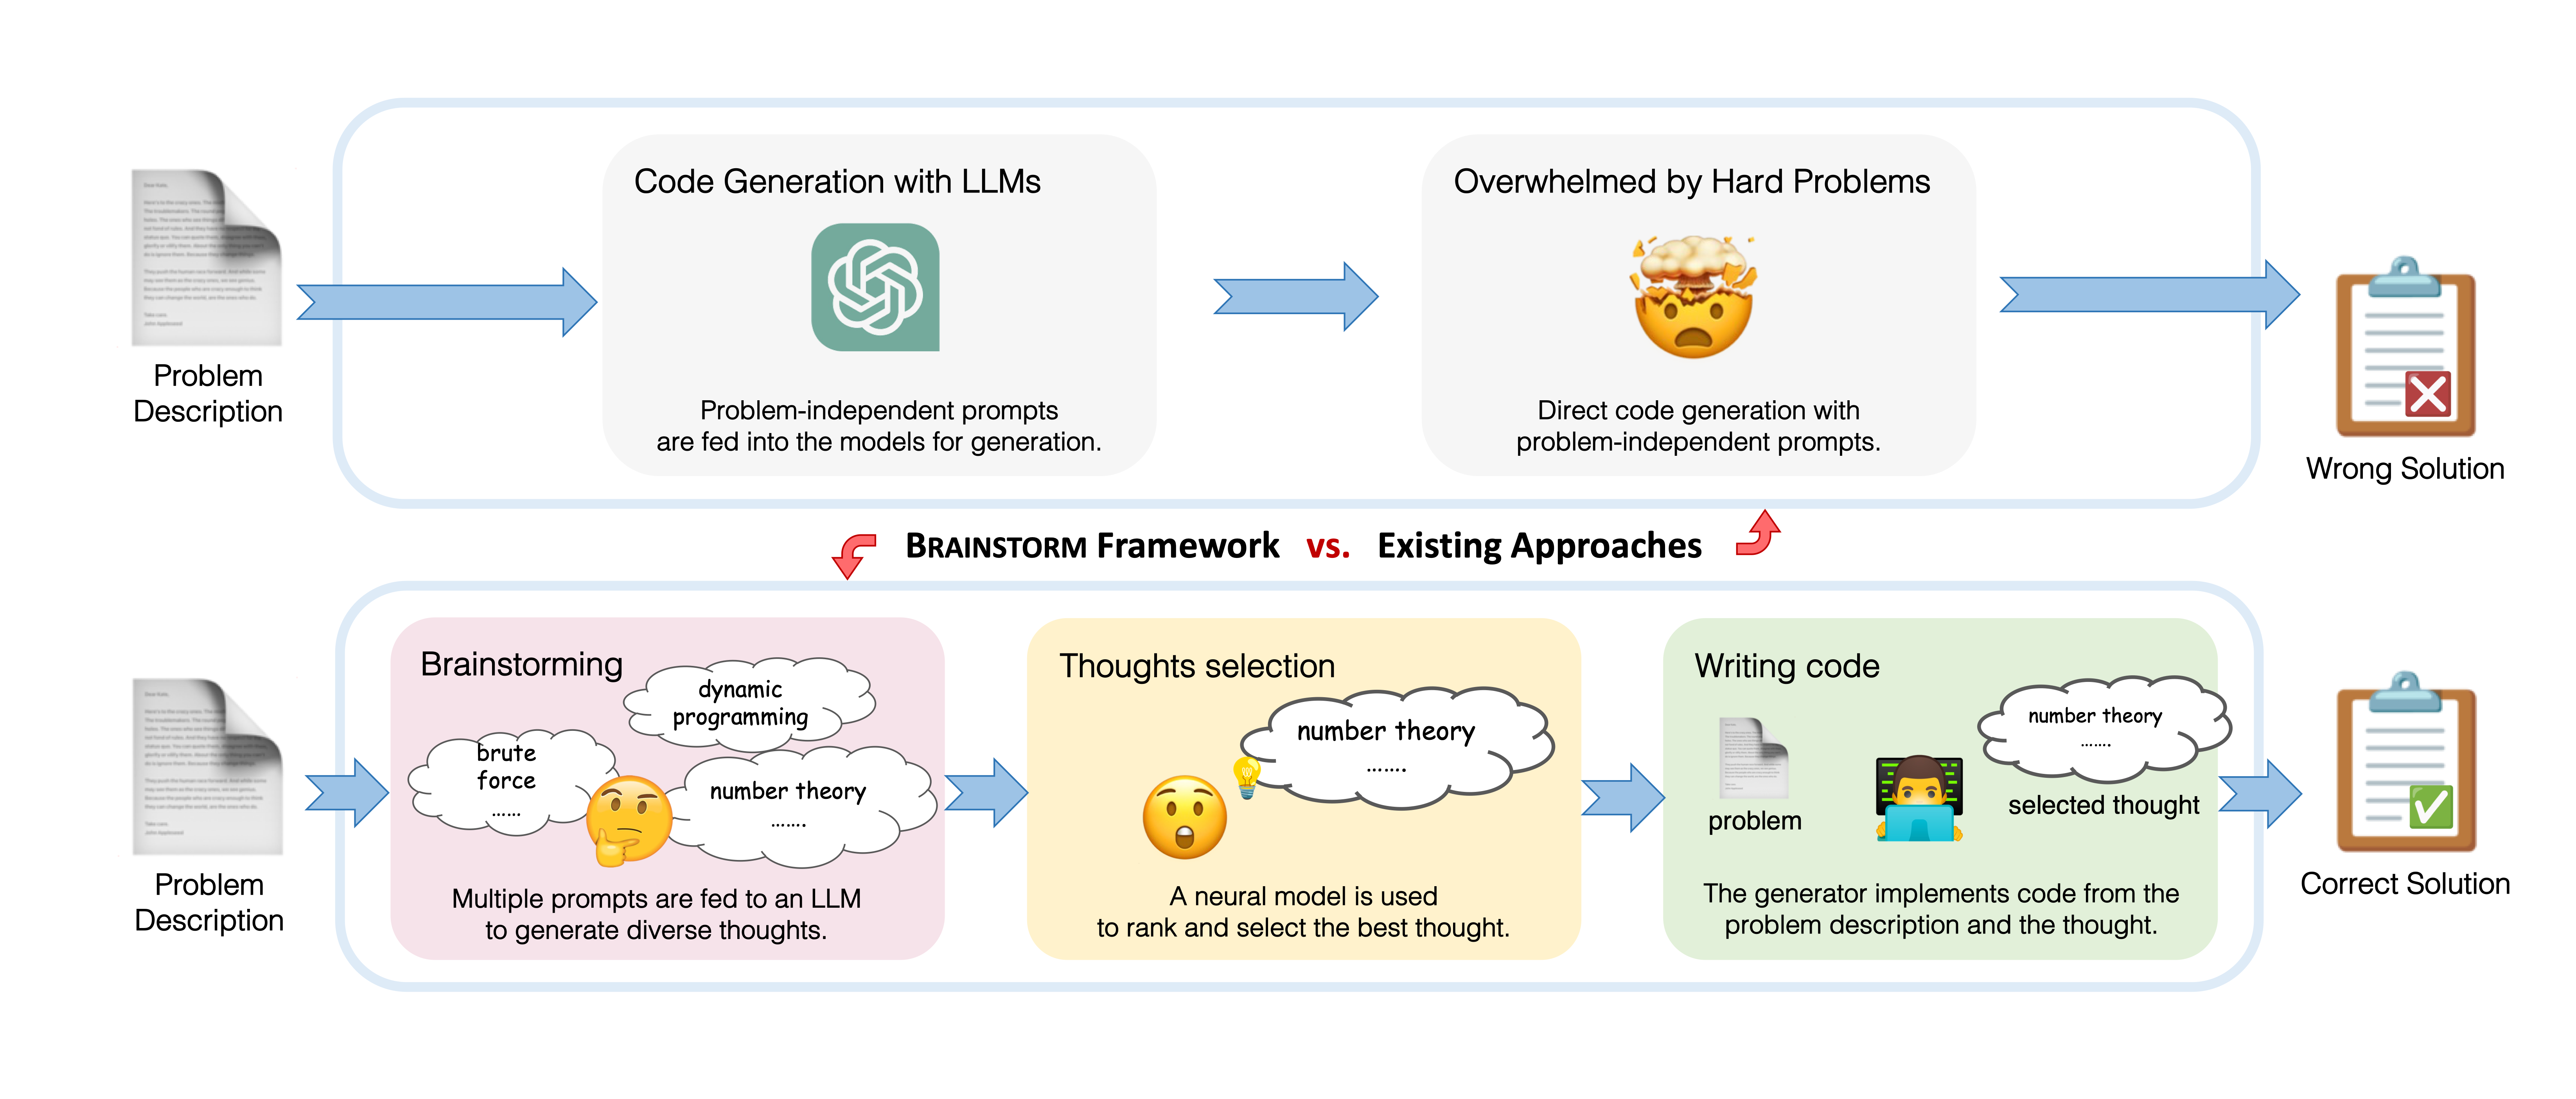 Code Generation with LLMs
Problem-independent prompts
are fed into the models for generation.
Overwhelmed by Hard Problems
Direct code generation with
problem-independent prompts.
Problem
Description
Wrong Solution
BRAINSTORM Framework vs. Existing Approaches
Brainstorming
dynamic
programming
brute
force
......
number theory
.......
Multiple prompts are fed to an LLM
to generate diverse thoughts.
Thoughts selection
number theory
.......
A neural model is used
to rank and select the best thought.
Writing code
number theory
.......
problem
selected thought
The generator implements code from the
problem description and the thought.
Problem
Description
Correct Solution